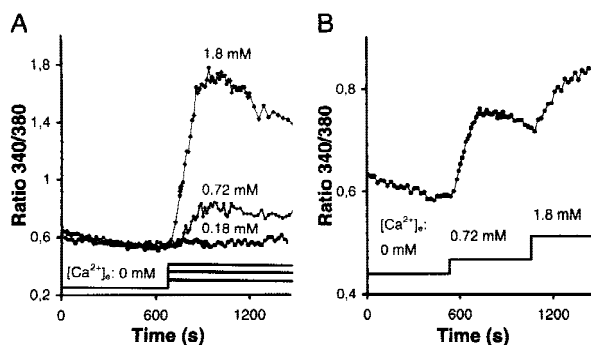 A
1.8 mM
0.72 mM
0.18 mM
[Ca²⁺]ₑ: 0 mM
Ratio 340/380
1,8
1,4
1
0,6
0,2
0
600
1200
Time (s)
B
[Ca²⁺]ₑ:
0 mM
0.72 mM
1.8 mM
Ratio 340/380
0,8
0,6
0,4
0
600
1200
Time (s)